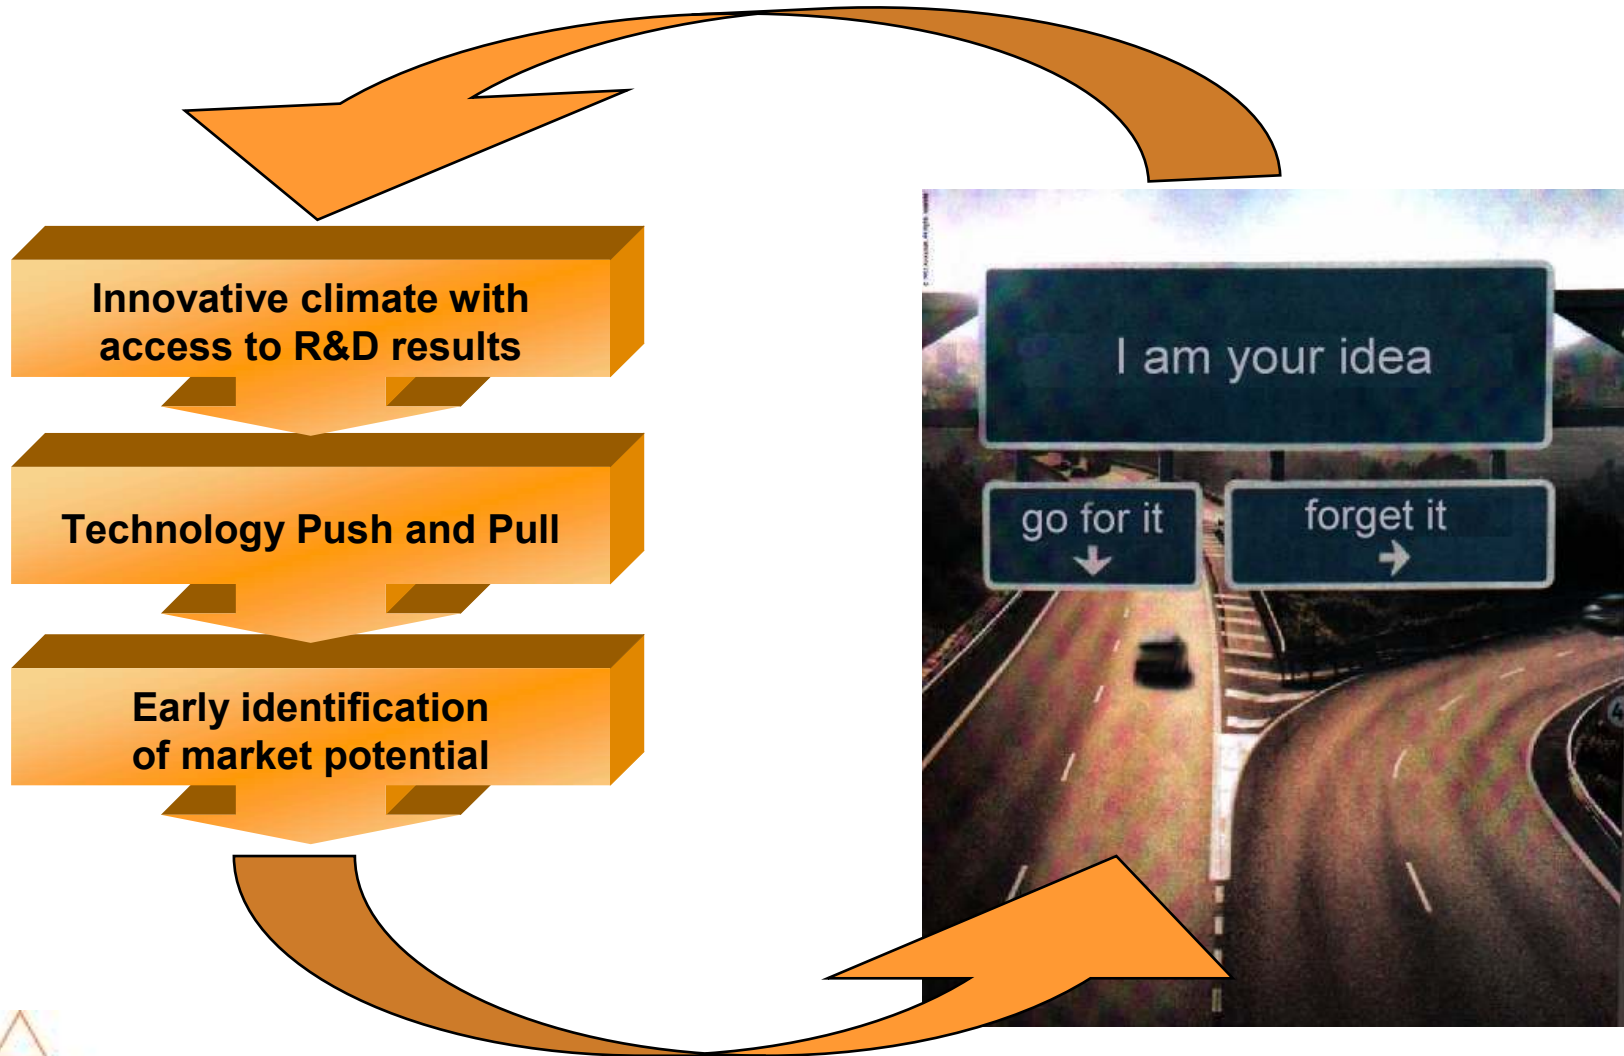 Innovative climate with
access to R&D results
Technology Push and Pull
Early identification
of market potential
I am your idea
go for it
forget it